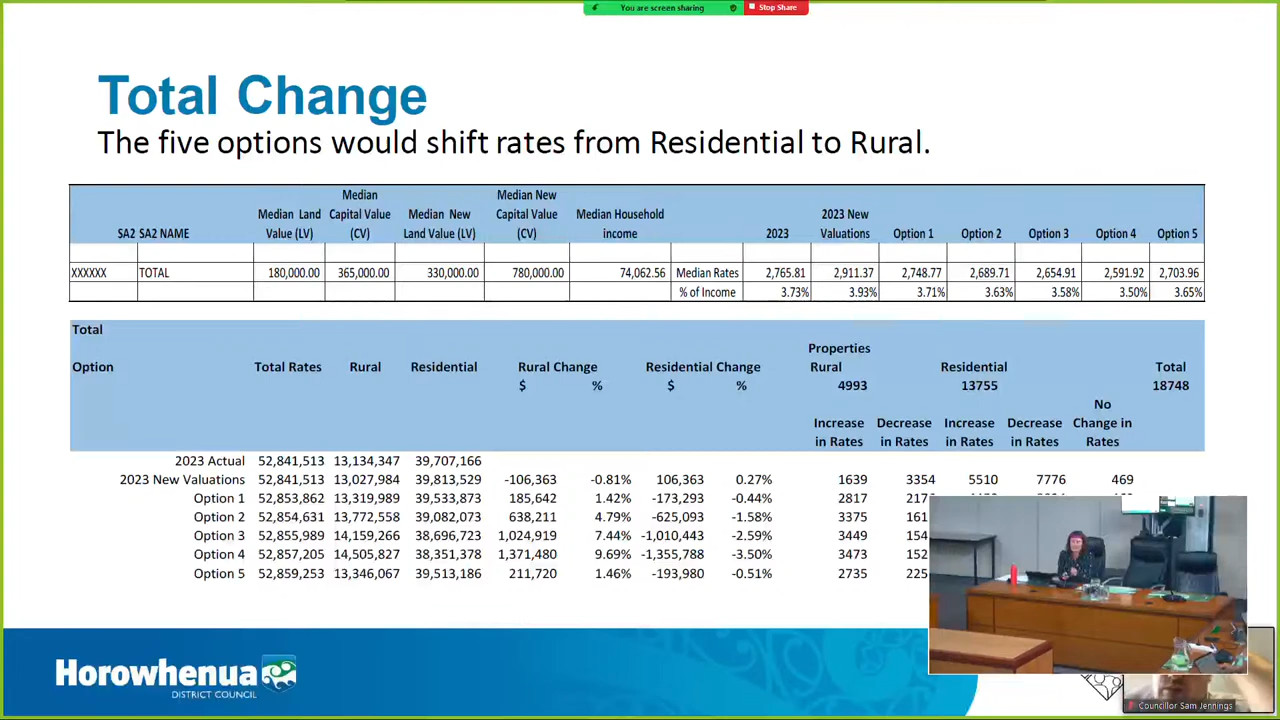 You are screen sharing Stop Share
Total Change
The five options would shift rates from Residential to Rural.
SA2 SA2 NAME Median Land Value (LV) Median Capital Value (CV) Median New Land Value (LV) Median New Capital Value (CV) Median Household income 2023 2023 New Valuations Option 1 Option 2 Option 3 Option 4 Option 5
XXXXXX TOTAL 180,000.00 365,000.00 330,000.00 780,000.00 74,062.56 Median Rates 2,765.81 2,911.37 2,748.77 2,689.71 2,654.91 2,591.92 2,703.96
% of Income 3.73% 3.93% 3.71% 3.63% 3.58% 3.50% 3.65%
Total
Properties
Option Total Rates Rural Residential Rural Change Residential Change Rural Residential Total
$ % $ % 4993 13755 18748
Increase in Rates Decrease in Rates Increase in Rates Decrease in Rates No Change in Rates
2023 Actual 52,841,513 13,134,347 39,707,166
2023 New Valuations 52,841,513 13,027,984 39,813,529 -106,363 -0.81% 106,363 0.27% 1639 3354 5510 7776 469
Option 1 52,853,862 13,319,989 39,533,873 185,642 1.42% -173,293 -0.44% 2817
Option 2 52,854,631 13,772,558 39,082,073 638,211 4.79% -625,093 -1.58% 3375 161
Option 3 52,855,989 14,159,266 38,696,723 1,024,919 7.44% -1,010,443 -2.59% 3449 154
Option 4 52,857,205 14,505,827 38,351,378 1,371,480 9.69% -1,355,788 -3.50% 3473 152
Option 5 52,859,253 13,346,067 39,513,186 211,720 1.46% -193,980 -0.51% 2735 225
Horowhenua
DISTRICT COUNCIL
Councillor Sam Jennings